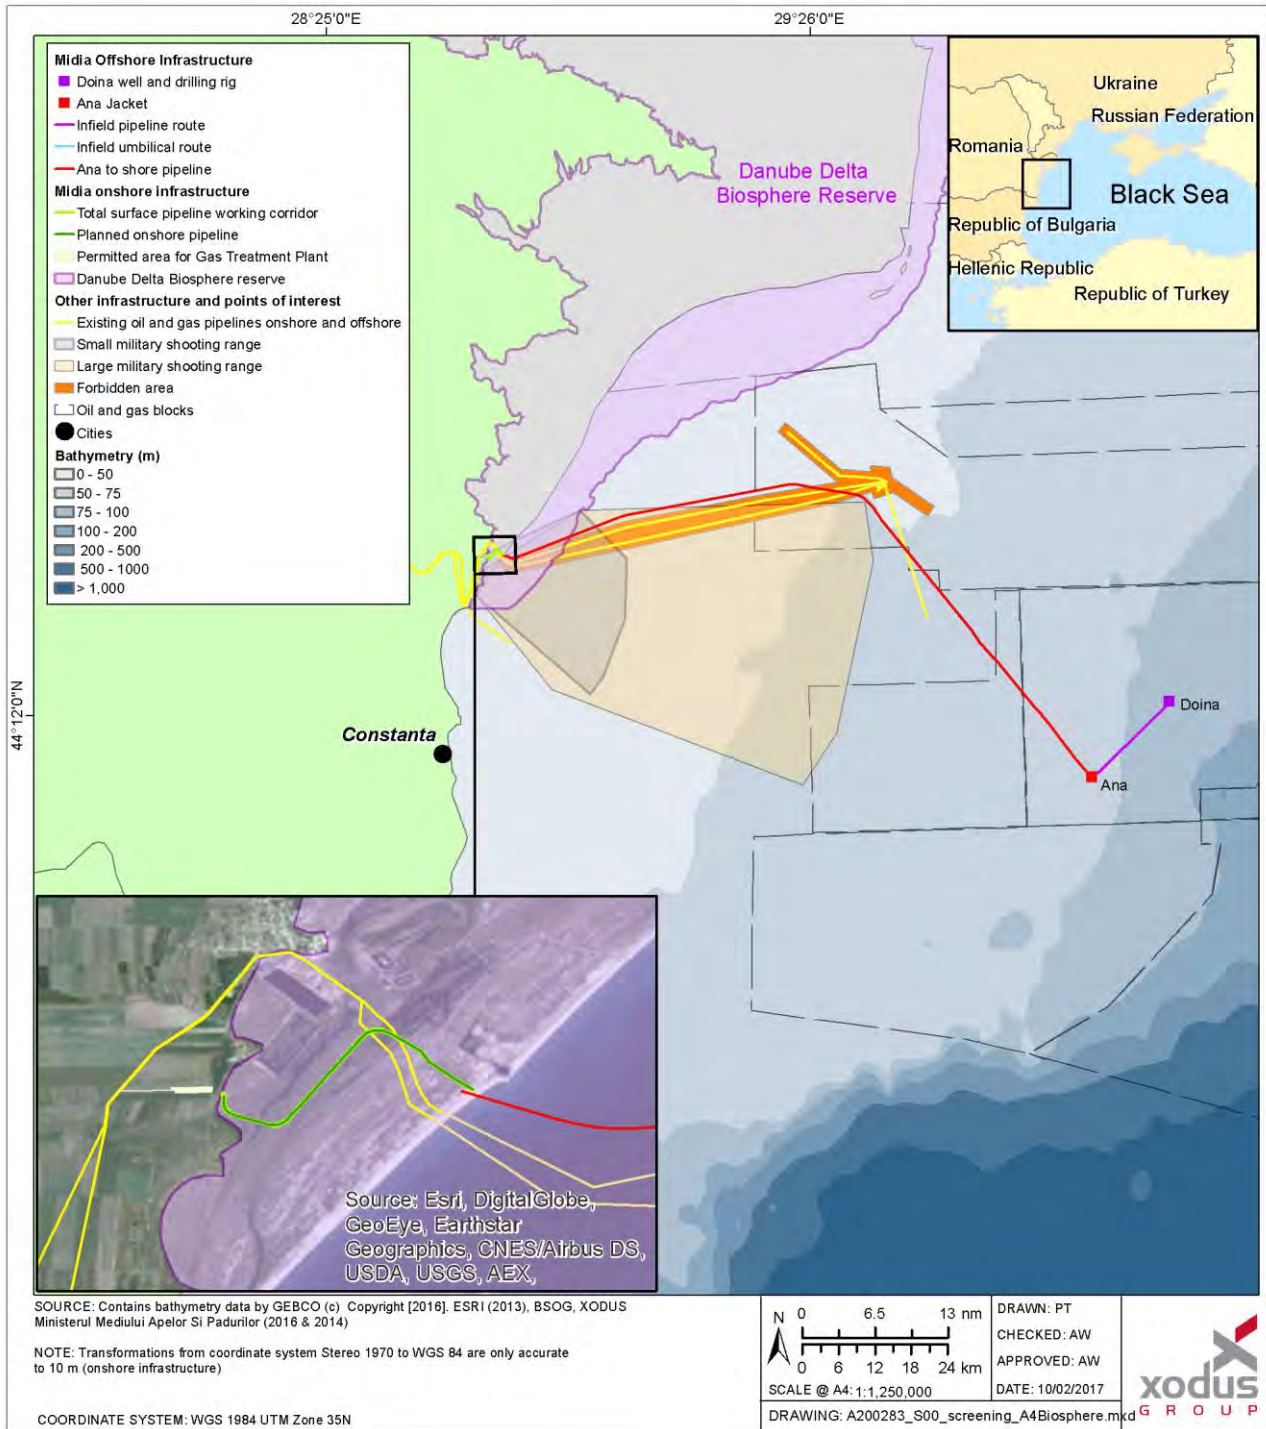 28°25'0"E
29°26'0"E
44°12'0"N
Midia Offshore Infrastructure
Doina well and drilling rig
Ana Jacket
Infield pipeline route
Infield umbilical route
Ana to shore pipeline
Midia onshore infrastructure
Total surface pipeline working corridor
Planned onshore pipeline
Permitted area for Gas Treatment Plant
Danube Delta Biosphere reserve
Other infrastructure and points of interest
Existing oil and gas pipelines onshore and offshore
Small military shooting range
Large military shooting range
Forbidden area
Oil and gas blocks
Cities
Bathymetry (m)
0 - 50
50 - 75
75 - 100
100 - 200
200 - 500
500 - 1000
> 1,000
Danube Delta
Biosphere Reserve
Ukraine
Russian Federation
Romania
Black Sea
Republic of Bulgaria
Hellenic Republic
Republic of Turkey
Doina
Ana
Constanta
Source: Esri, DigitalGlobe,
GeoEye, Earthstar
Geographics, CNES/Airbus DS,
USDA, USGS, AEX,
SOURCE: Contains bathymetry data by GEBCO (c) Copyright [2016]. ESRI (2013), BSOG, XODUS
Ministerul Mediului Apelor Si Padurilor (2016 & 2014)
NOTE: Transformations from coordinate system Stereo 1970 to WGS 84 are only accurate
to 10 m (onshore infrastructure)
COORDINATE SYSTEM: WGS 1984 UTM Zone 35N
N
0 6.5 13 nm
0 6 12 18 24 km
SCALE @ A4: 1:1,250,000
DRAWN: PT
CHECKED: AW
APPROVED: AW
DATE: 10/02/2017
DRAWING: A200283_S00_screening_A4Biosphere.mxd
xodus
GROUP